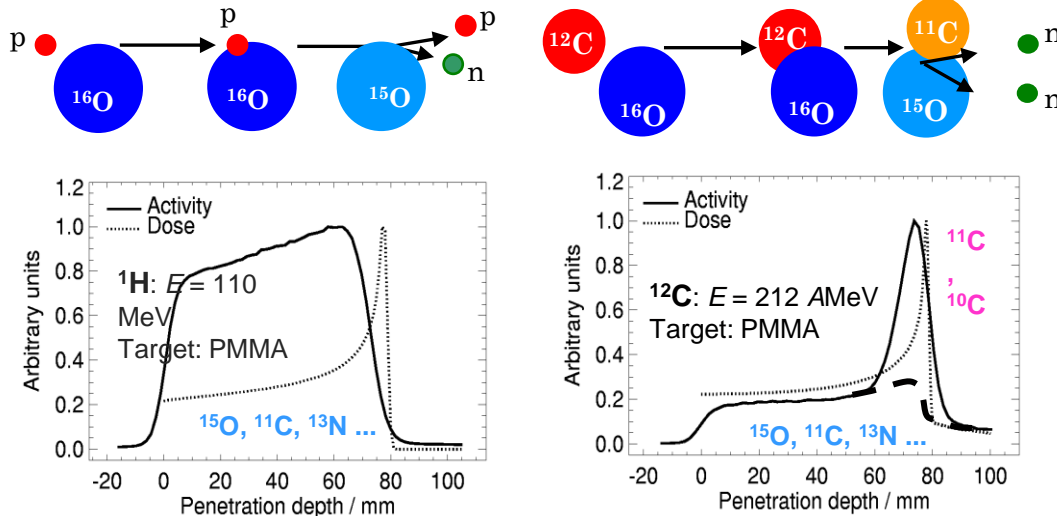 p
¹⁶O
p
¹⁶O
¹⁵O
p
n
¹²C
¹⁶O
¹²C
¹⁶O
¹¹C
¹⁵O
n
n
1.2
1.0
0.8
0.6
0.4
0.2
0.0
Arbitrary units
Activity
Dose
¹H: E = 110
MeV
Target: PMMA
¹⁵O, ¹¹C, ¹³N ...
-20 0 20 40 60 80 100
Penetration depth / mm
1.2
1.0
0.8
0.6
0.4
0.2
0.0
Arbitrary units
Activity
Dose
¹²C: E = 212 AMeV
Target: PMMA
¹¹C
,
¹⁰C
¹⁵O, ¹¹C, ¹³N ...
-20 0 20 40 60 80 100
Penetration depth / mm